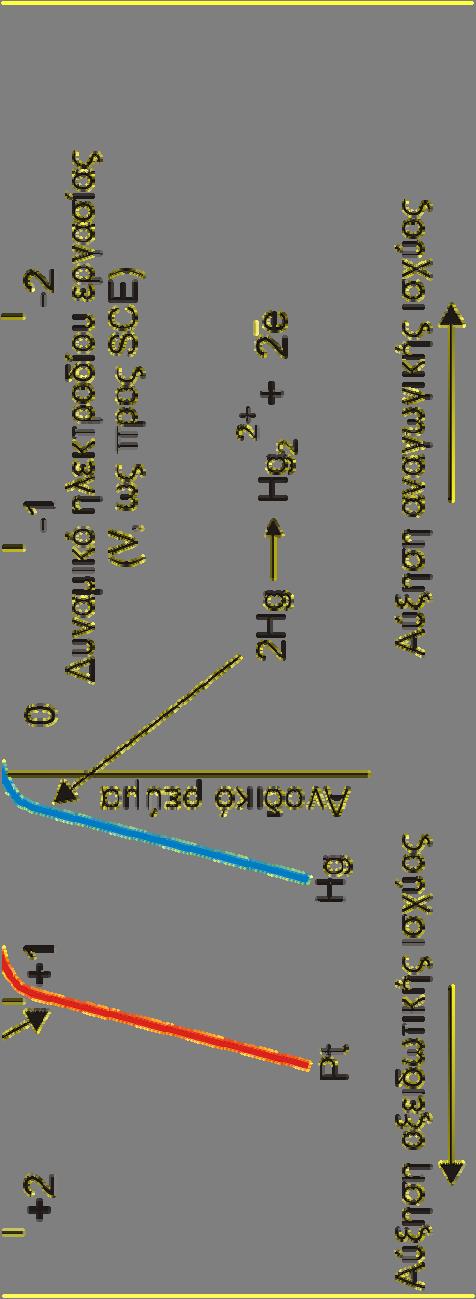 +2
+1
0
-1
-2
Δυναμικό ηλεκτροδίου εργασίας
(V, ως προς SCE)
Ανοδικό ρεύμα
2Hg → Hg₂²⁺ + 2e⁻
Pt
Hg
Αύξηση οξειδωτικής ισχύος
Αύξηση αναγωγικής ισχύος